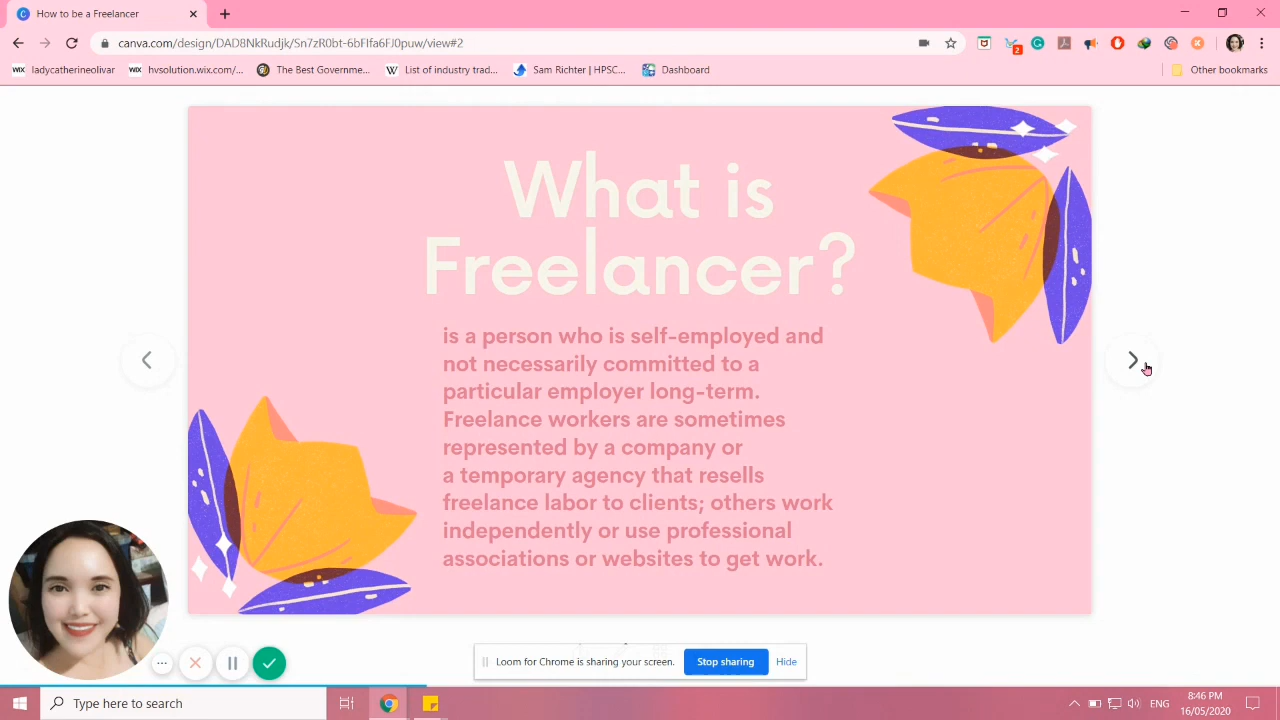 How to be a Freelancer
canva.com/design/DAD8NkRudjk/Sn7zR0bt-6bFIfa6FJ0puw/view#2
2
WIX ladycatherineolivar
WIX hvsolution.wix.com/...
The Best Governme...
W List of industry trad...
Sam Richter | HPSC...
Dashboard
Other bookmarks
What is
Freelancer?
is a person who is self-employed and
not necessarily committed to a
particular employer long-term.
Freelance workers are sometimes
represented by a company or
a temporary agency that resells
freelance labor to clients; others work
independently or use professional
associations or websites to get work.
Loom for Chrome is sharing your screen.
Stop sharing
Hide
Type here to search
ENG
8:46 PM
16/05/2020